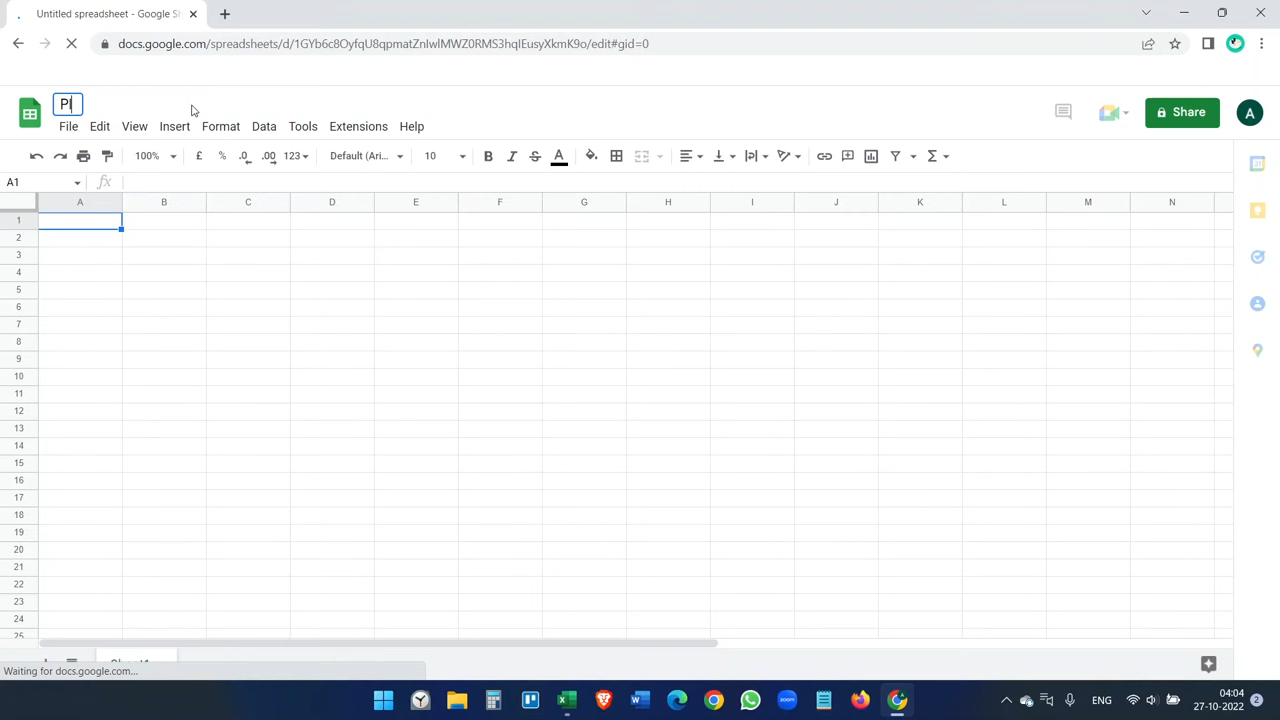 Untitled spreadsheet - Google Sh
docs.google.com/spreadsheets/d/1GYb6c8OyfqU8qpmatZnIwlMWZ0RMS3hqIEuspXkmK9o/edit#gid=0
Pl
File Edit View Insert Format Data Tools Extensions Help
Share
A
100% £ % .0 .00 123 Default (Ari... 10 B I S A Σ
A1 fx
A B C D E F G H I J K L M N
1
2
3
4
5
6
7
8
9
10
11
12
13
14
15
16
17
18
19
20
21
22
23
24
25
Waiting for docs.google.com...
ENG
04:04
27-10-2022
2